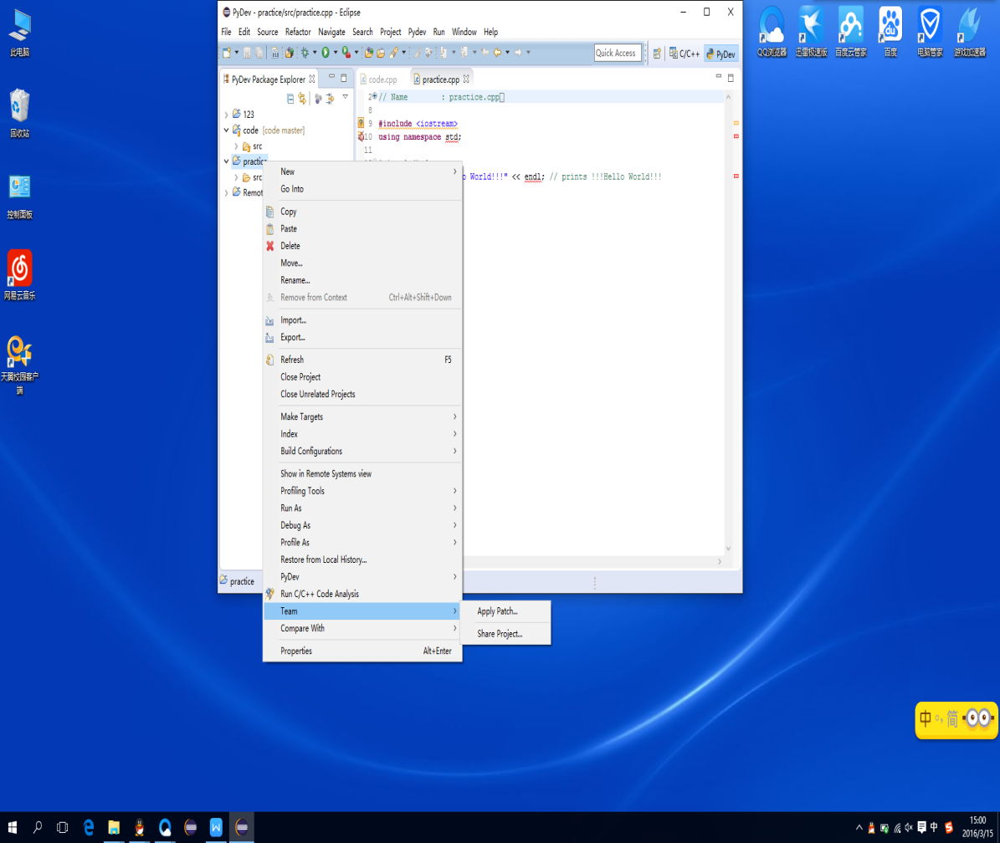 PyDev - practice/src/practice.cpp - Eclipse
File Edit Source Refactor Navigate Search Project Pydev Run Window Help
Quick Access
C/C++
PyDev
PyDev Package Explorer
code.cpp
practice.cpp
123
code [code master]
src
practice
src
Remot
2 // Name : practice.cpp
8
9 #include <iostream>
10 using namespace std;
11
o World!!!" << endl; // prints !!!Hello World!!!
New
Go Into
Copy
Paste
Delete
Move...
Rename...
Remove from Context Ctrl+Alt+Shift+Down
Import...
Export...
Refresh F5
Close Project
Close Unrelated Projects
Make Targets
Index
Build Configurations
Show in Remote Systems view
Profiling Tools
Run As
Debug As
Profile As
Restore from Local History...
PyDev
Run C/C++ Code Analysis
Team
Compare With
Properties Alt+Enter
Apply Patch...
Share Project...
practice
此电脑
回收站
控制面板
网易云音乐
天翼校园客户
端
QQ浏览器
迅雷极速版
百度云管家
du
百度
电脑管家
游戏加速器
中 °, 简
中
S
15:00
2016/3/15